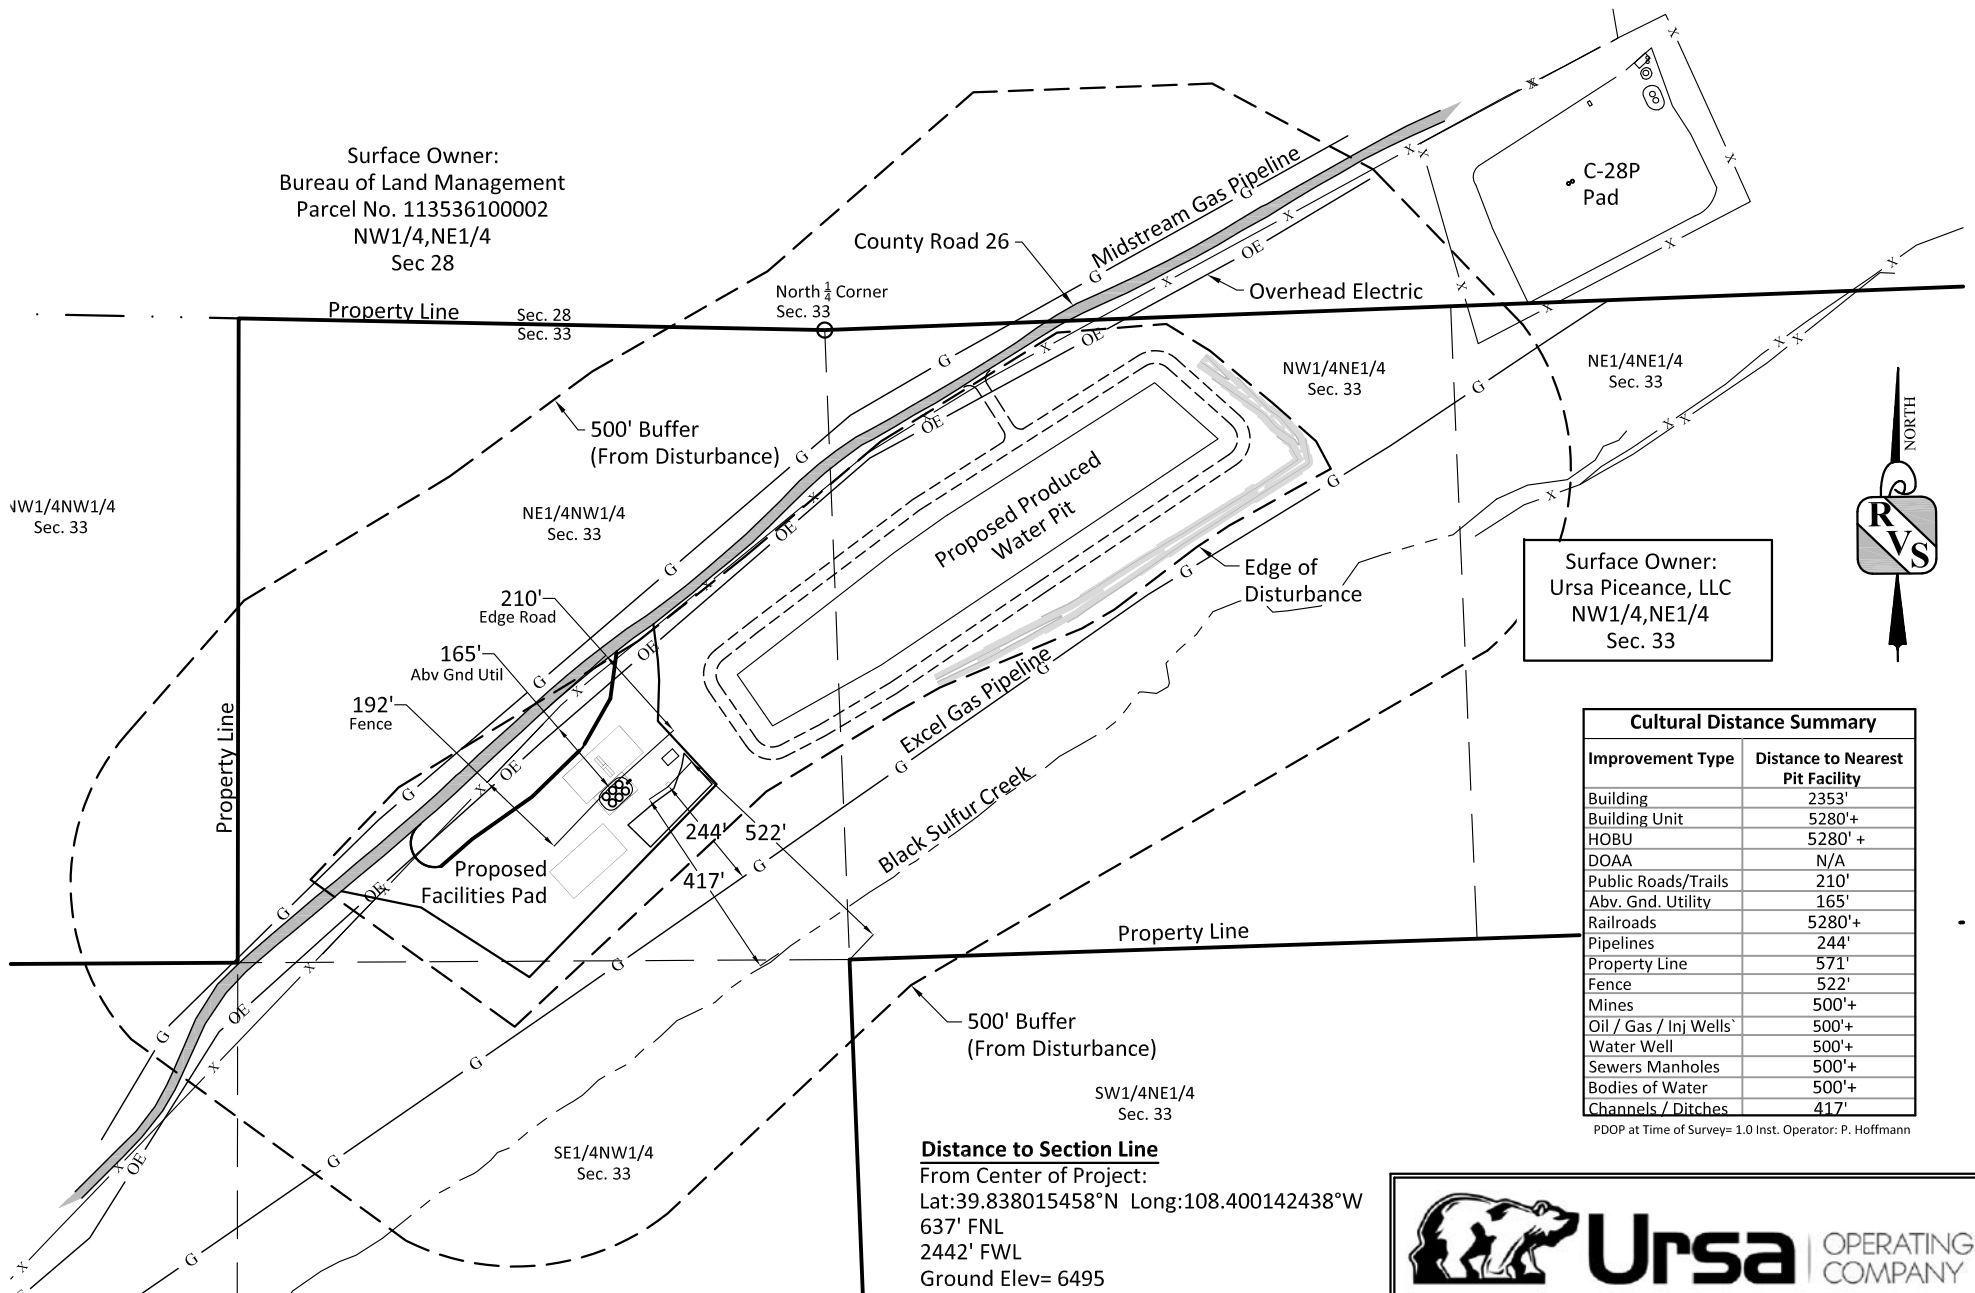 Surface Owner:
Bureau of Land Management
Parcel No. 113536100002
NW1/4,NE1/4
Sec 28
C-28P
Pad
Midstream Gas Pipeline
G
County Road 26
G
OE
Overhead Electric
Property Line
Sec. 28
Sec. 33
North 1/4 Corner
Sec. 33
OE
G
NW1/4NE1/4
Sec. 33
NE1/4NE1/4
Sec. 33
G
NORTH
500' Buffer
(From Disturbance)
OE
G
Proposed Produced
Water Pit
G
NW1/4NW1/4
Sec. 33
NE1/4NW1/4
Sec. 33
OE
R
V
S
G
G
Edge of
Disturbance
Surface Owner:
Ursa Piceance, LLC
NW1/4,NE1/4
Sec. 33
210'
Edge Road
165'
Abv Gnd Util
OE
G
192'
Fence
Excel Gas Pipeline
G
G
Property Line
OE
G
Black Sulfur Creek
244'
522'
G
417'
Proposed
Facilities Pad
OE
G
G
Property Line
Cultural Distance Summary
Improvement Type Distance to Nearest
Pit Facility
Building 2353'
Building Unit 5280'+
HOBU 5280' +
DOAA N/A
Public Roads/Trails 210'
Abv. Gnd. Utility 165'
Railroads 5280'+
Pipelines 244'
Property Line 571'
Fence 522'
Mines 500'+
Oil / Gas / Inj Wells` 500'+
Water Well 500'+
Sewers Manholes 500'+
Bodies of Water 500'+
Channels / Ditches 417'
PDOP at Time of Survey= 1.0 Inst. Operator: P. Hoffmann
OE
G
G
500' Buffer
(From Disturbance)
SW1/4NE1/4
Sec. 33
SE1/4NW1/4
Sec. 33
OE
G
G
Distance to Section Line
From Center of Project:
Lat:39.838015458°N Long:108.400142438°W
637' FNL
2442' FWL
Ground Elev= 6495
Ursa
OPERATING
COMPANY